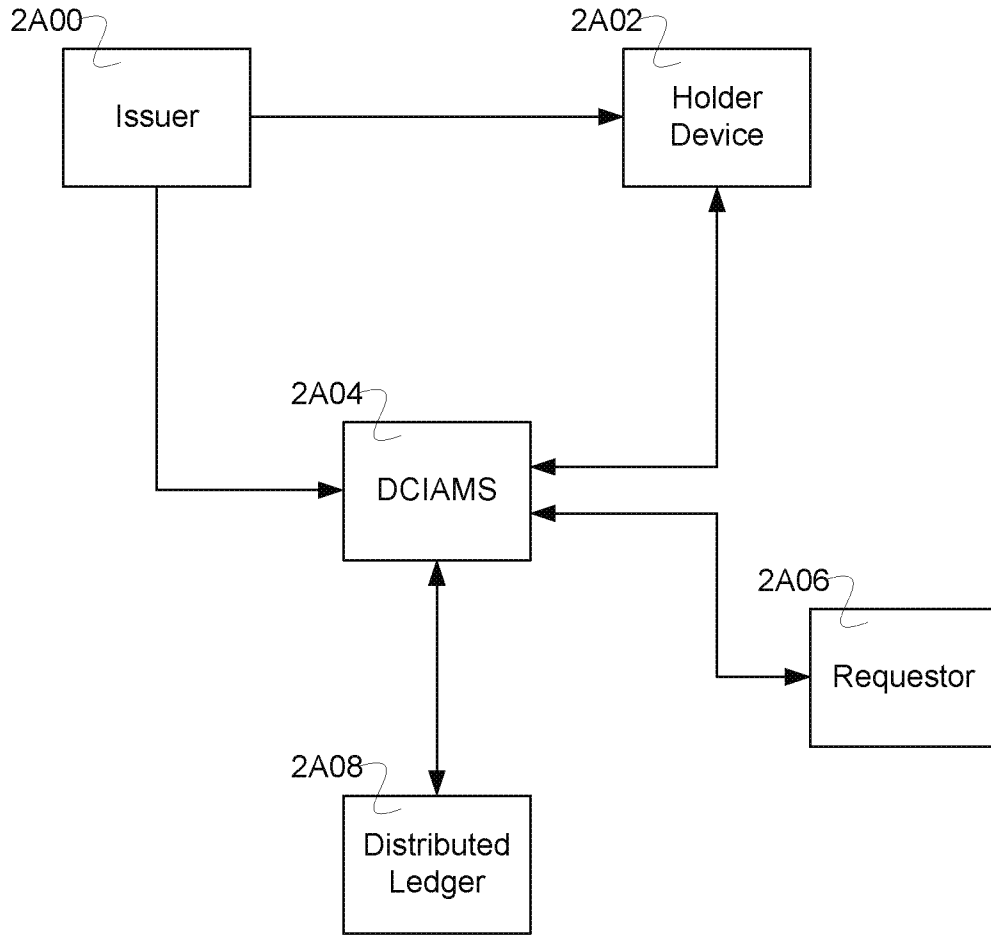 2A00
Issuer
2A02
Holder
Device
2A04
DCIAMS
2A06
Requestor
2A08
Distributed
Ledger